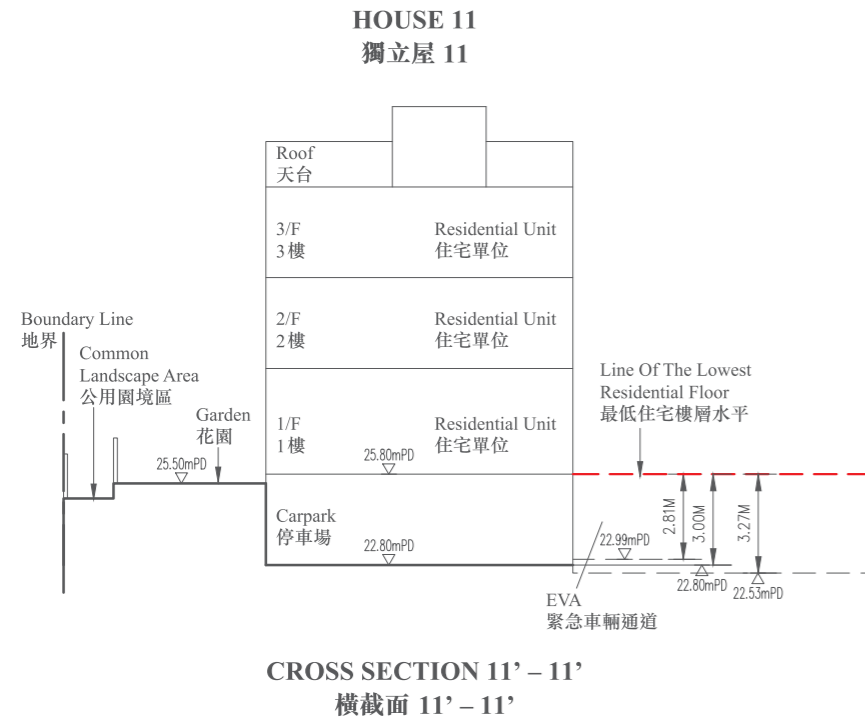 HOUSE 11
獨立屋 11
Roof
天台
3/F
3樓
Residential Unit
住宅單位
2/F
2樓
Residential Unit
住宅單位
Boundary Line
地界
Common
Landscape Area
公用園境區
Garden
花園
25.50mPD
1/F
1樓
Residential Unit
住宅單位
25.80mPD
Line Of The Lowest
Residential Floor
最低住宅樓層水平
Carpark
停車場
22.80mPD
22.99mPD
2.81M
3.00M
3.27M
22.80mPD
22.53mPD
EVA
緊急車輛通道
CROSS SECTION 11’ – 11’
橫截面 11’ – 11’